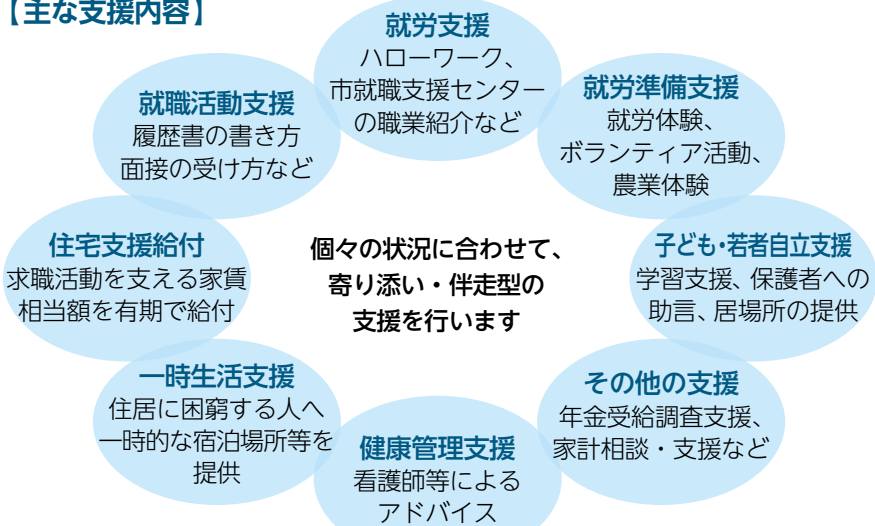 【主な支援内容】
就労支援
ハローワーク、
市就職支援センター
の職業紹介など
就労準備支援
就労体験、
ボランティア活動、
農業体験
子ども・若者自立支援
学習支援、保護者への
助言、居場所の提供
その他の支援
年金受給調査支援、
家計相談・支援など
健康管理支援
看護師等による
アドバイス
一時生活支援
住居に困窮する人へ
一時的な宿泊場所等を
提供
住宅支援給付
求職活動を支える家賃
相当額を有期で給付
就職活動支援
履歴書の書き方
面接の受け方など
個々の状況に合わせて、
寄り添い・伴走型の
支援を行います